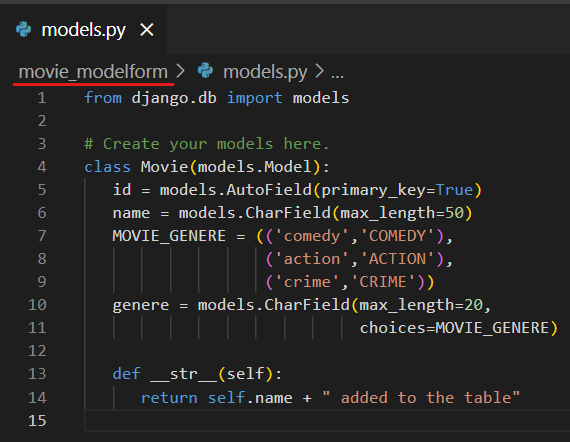 models.py ×
movie_modelform > models.py > ...
1 from django.db import models
2
3 # Create your models here.
4 class Movie(models.Model):
5     id = models.AutoField(primary_key=True)
6     name = models.CharField(max_length=50)
7     MOVIE_GENERE = (('comedy','COMEDY'),
8                     ('action','ACTION'),
9                     ('crime','CRIME'))
10     genere = models.CharField(max_length=20,
11                                choices=MOVIE_GENERE)
12
13     def __str__(self):
14         return self.name + " added to the table"
15